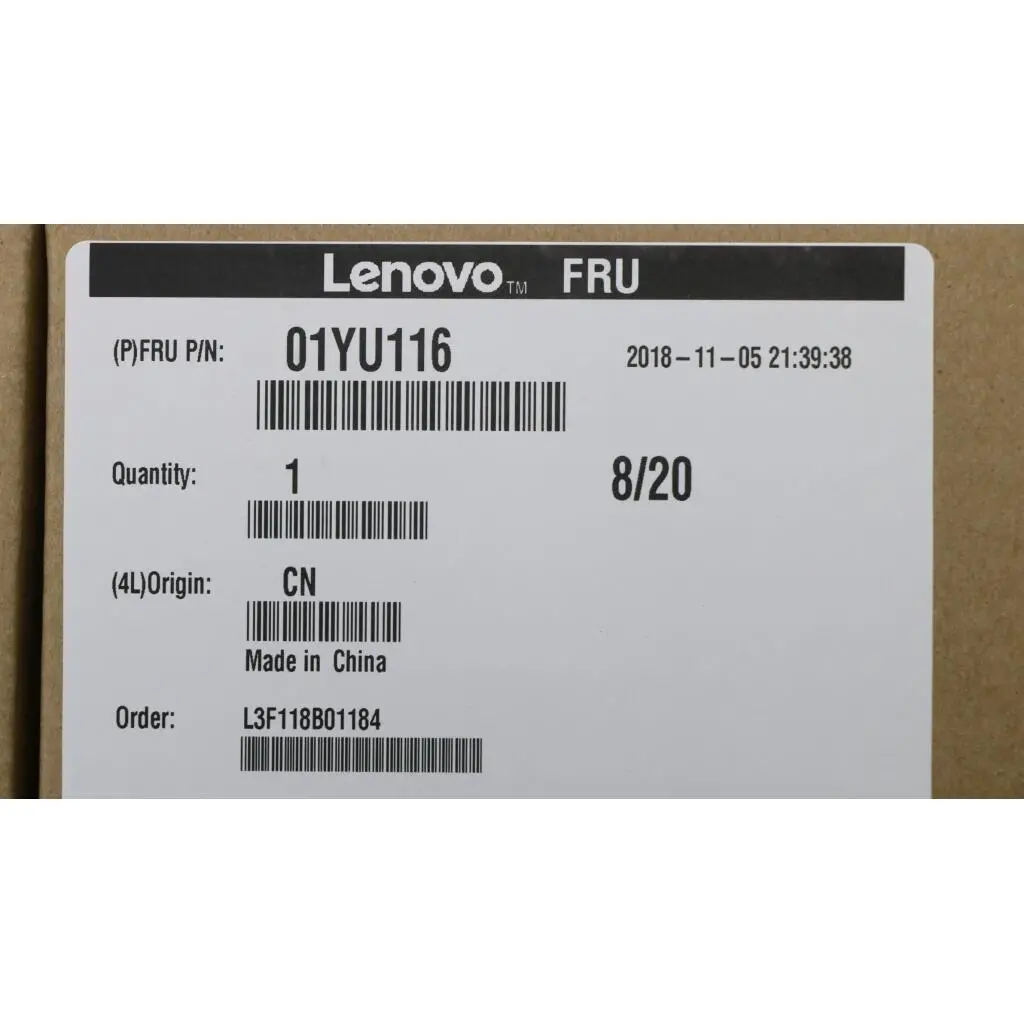 Lenovo™ FRU
(P)FRU P/N: 01YU116 2018-11-05 21:39:38
Quantity: 1 8/20
(4L)Origin: CN
Made in China
Order: L3F118B01184